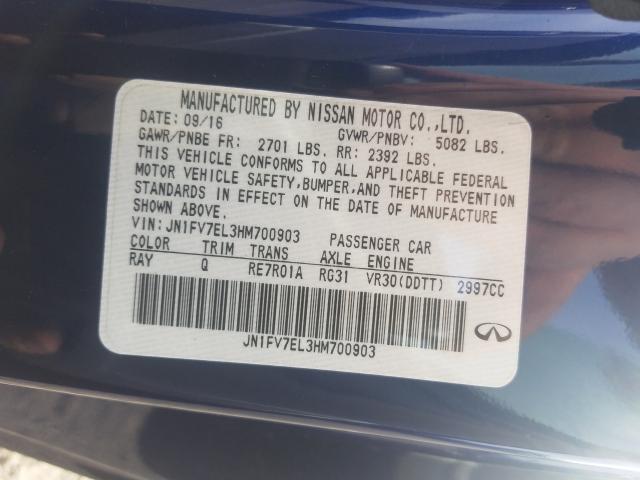 MANUFACTURED BY NISSAN MOTOR CO.,LTD.
DATE: 09/16 GVWR/PNBV: 5082 LBS.
GAWR/PNBE FR: 2701 LBS. RR: 2392 LBS.
THIS VEHICLE CONFORMS TO ALL APPLICABLE FEDERAL
MOTOR VEHICLE SAFETY,BUMPER,AND THEFT PREVENTION
STANDARDS IN EFFECT ON THE DATE OF MANUFACTURE
SHOWN ABOVE.
VIN: JN1FV7EL3HM700903 PASSENGER CAR
COLOR TRIM TRANS AXLE ENGINE
RAY Q RE7R01A RG31 VR30(DDTT) 2997CC
JN1FV7EL3HM700903